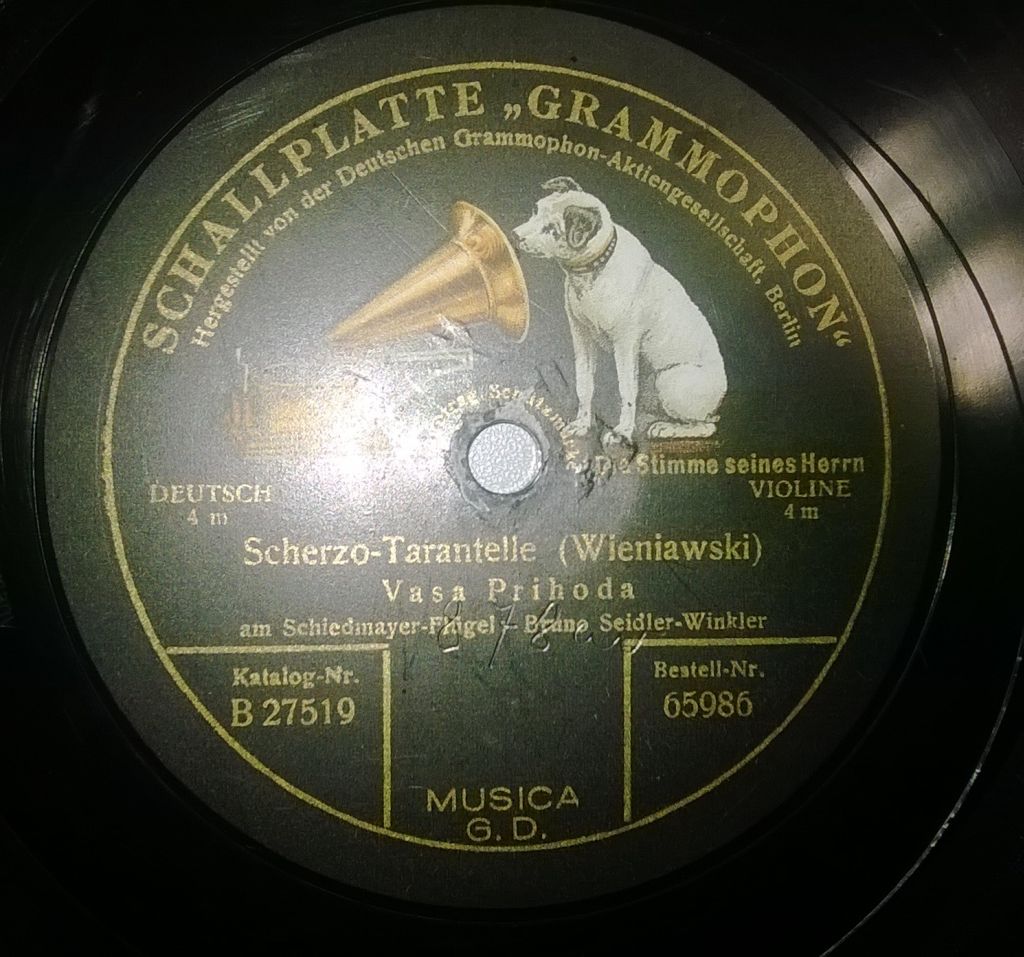 SCHALLPLATTE „GRAMMOPHON“
Hergestellt von der Deutschen Grammophon-Aktiengesellschaft, Berlin
Die Stimme seines Herrn
DEUTSCH
4 m
VIOLINE
4 m
Scherzo-Tarantelle (Wieniawski)
Vasa Prihoda
am Schiedmayer-Flügel - Bruno Seidler-Winkler
Katalog-Nr.
B 27519
Bestell-Nr.
65986
MUSICA
G. D.